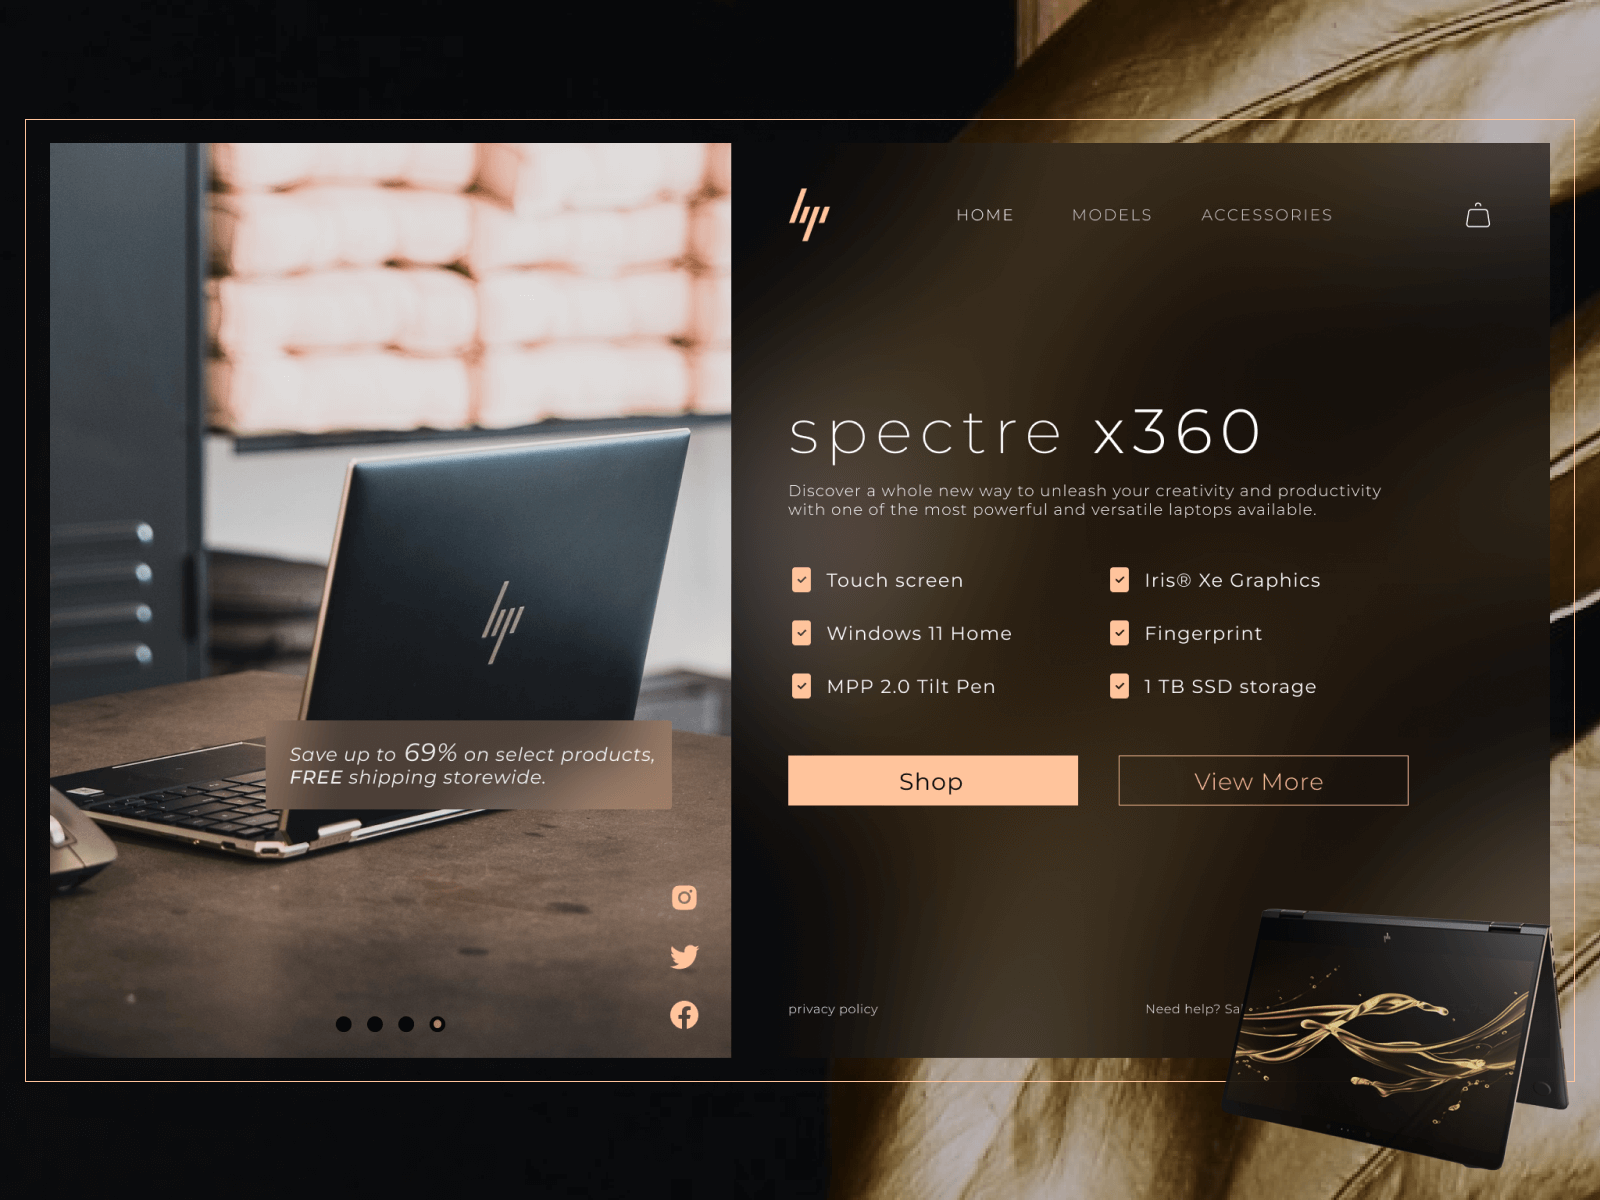 hp
HOME MODELS ACCESSORIES
spectre x360
Discover a whole new way to unleash your creativity and productivity
with one of the most powerful and versatile laptops available.
Touch screen
Iris® Xe Graphics
Windows 11 Home
Fingerprint
MPP 2.0 Tilt Pen
1 TB SSD storage
Shop
View More
hp
Save up to 69% on select products,
FREE shipping storewide.
privacy policy
Need help?